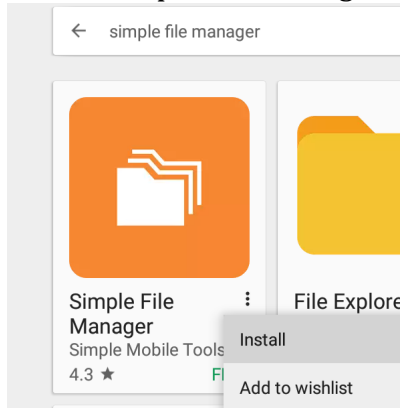 simple file manager
Simple File
Manager
Simple Mobile Tools
4.3 ★
File Explore
Install
Add to wishlist